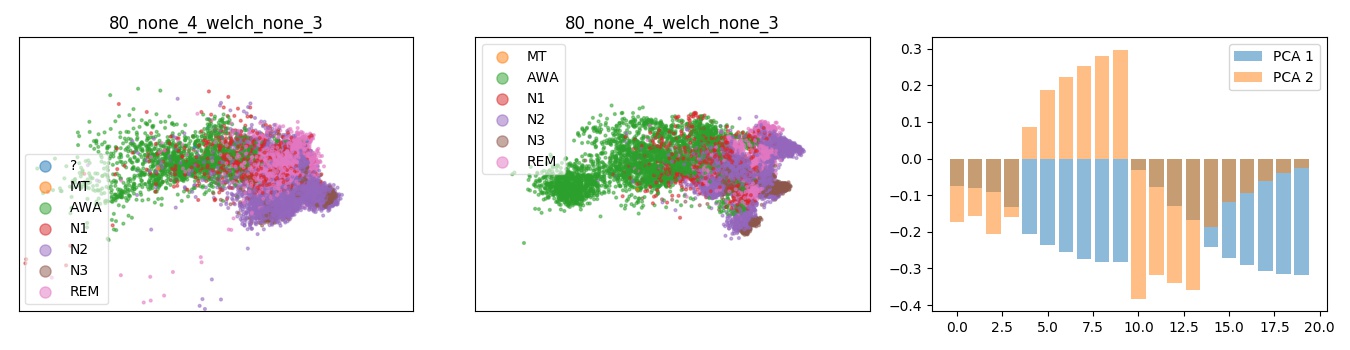 80_none_4_welch_none_3
?
MT
AWA
N1
N2
N3
REM
80_none_4_welch_none_3
MT
AWA
N1
N2
N3
REM
PCA 1
PCA 2
0.3
0.2
0.1
0.0
−0.1
−0.2
−0.3
−0.4
0.0 2.5 5.0 7.5 10.0 12.5 15.0 17.5 20.0